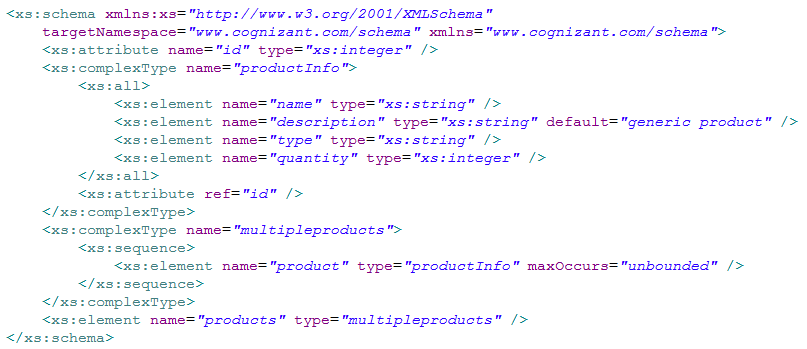 <xs:schema xmlns:xs="http://www.w3.org/2001/XMLSchema"
    targetNamespace="www.cognizant.com/schema" xmlns="www.cognizant.com/schema">
    <xs:attribute name="id" type="xs:integer" />
    <xs:complexType name="productInfo">
        <xs:all>
            <xs:element name="name" type="xs:string" />
            <xs:element name="description" type="xs:string" default="generic product" />
            <xs:element name="type" type="xs:string" />
            <xs:element name="quantity" type="xs:integer" />
        </xs:all>
        <xs:attribute ref="id" />
    </xs:complexType>
    <xs:complexType name="multipleproducts">
        <xs:sequence>
            <xs:element name="product" type="productInfo" maxOccurs="unbounded" />
        </xs:sequence>
    </xs:complexType>
    <xs:element name="products" type="multipleproducts" />
</xs:schema>